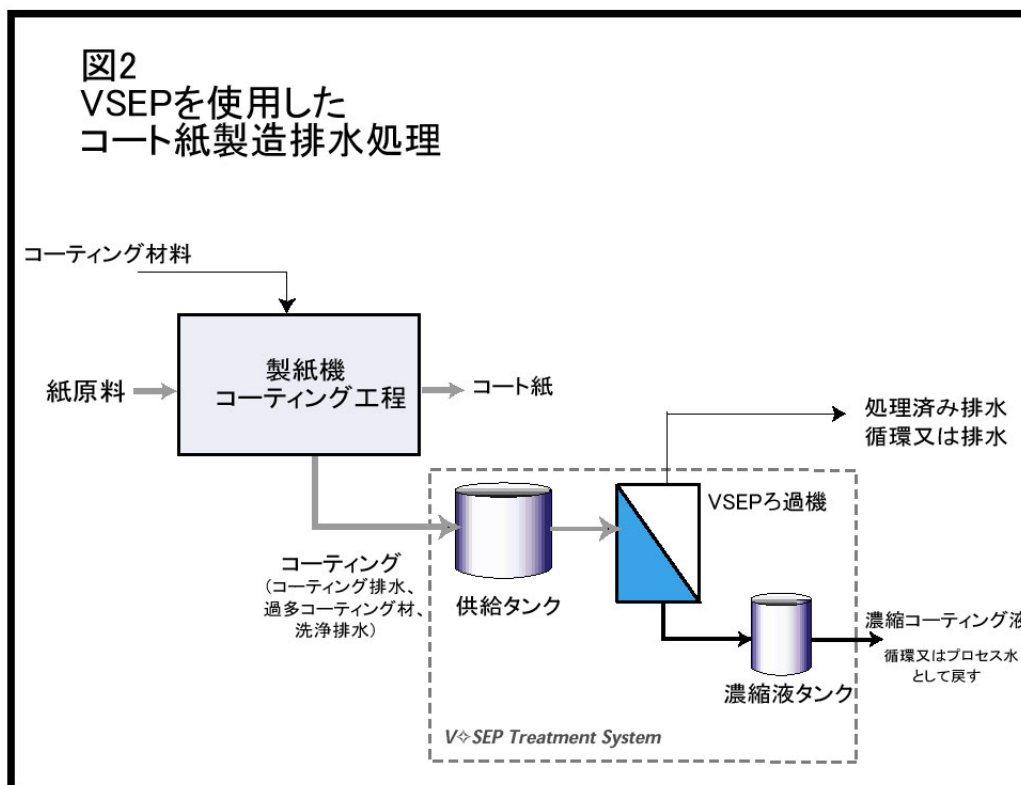 図2
VSEPを使用した
コート紙製造排水処理
コーティング材料
紙原料
製紙機
コーティング工程
コート紙
処理済み排水
循環又は排水
VSEPろ過機
コーティング
(コーティング排水、
過多コーティング材、
洗浄排水)
供給タンク
濃縮コーティング液
循環又はプロセス水
として戻す
濃縮液タンク
V✧SEP Treatment System